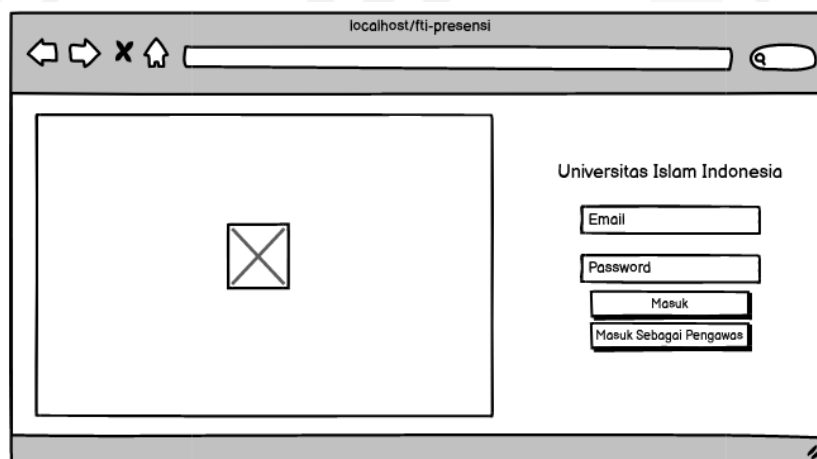 localhost/fti-presensi
Universitas Islam Indonesia
Email
Password
Masuk
Masuk Sebagai Pengawas